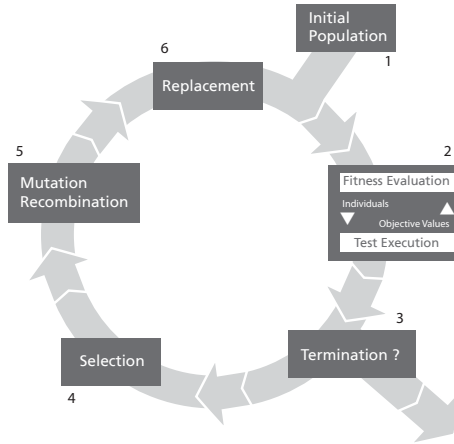 Initial
Population
1
6
Replacement
2
Fitness Evaluation
Individuals
Objective Values
Test Execution
5
Mutation
Recombination
3
Termination ?
Selection
4